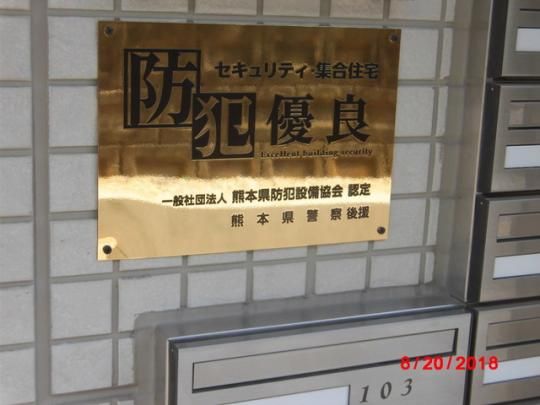 セキュリティ・集合住宅
防犯優良
Excellent building security
一般社団法人 熊本県防犯設備協会 認定
熊本県警察後援
103
8/20/2018